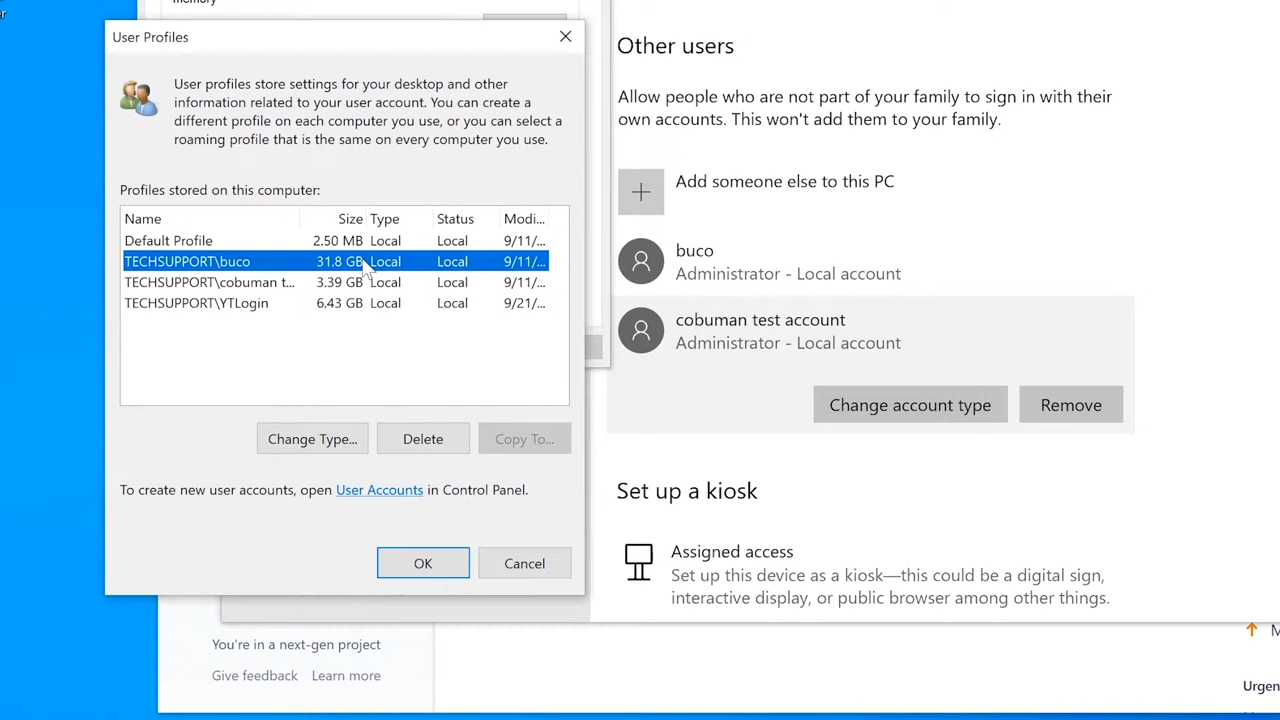 er
memory
User Profiles
User profiles store settings for your desktop and other
information related to your user account. You can create a
different profile on each computer you use, or you can select a
roaming profile that is the same on every computer you use.
Profiles stored on this computer:
Name Size Type Status Modi...
Default Profile 2.50 MB Local Local 9/11/...
TECHSUPPORT\buco 31.8 GB Local Local 9/11/...
TECHSUPPORT\cobuman t... 3.39 GB Local Local 9/11/...
TECHSUPPORT\YTLogin 6.43 GB Local Local 9/21/...
Change Type... Delete Copy To...
To create new user accounts, open User Accounts in Control Panel.
OK Cancel
Other users
Allow people who are not part of your family to sign in with their
own accounts. This won't add them to your family.
Add someone else to this PC
buco
Administrator - Local account
cobuman test account
Administrator - Local account
Change account type Remove
Set up a kiosk
Assigned access
Set up this device as a kiosk—this could be a digital sign,
interactive display, or public browser among other things.
You're in a next-gen project
Give feedback Learn more
M
Urgen